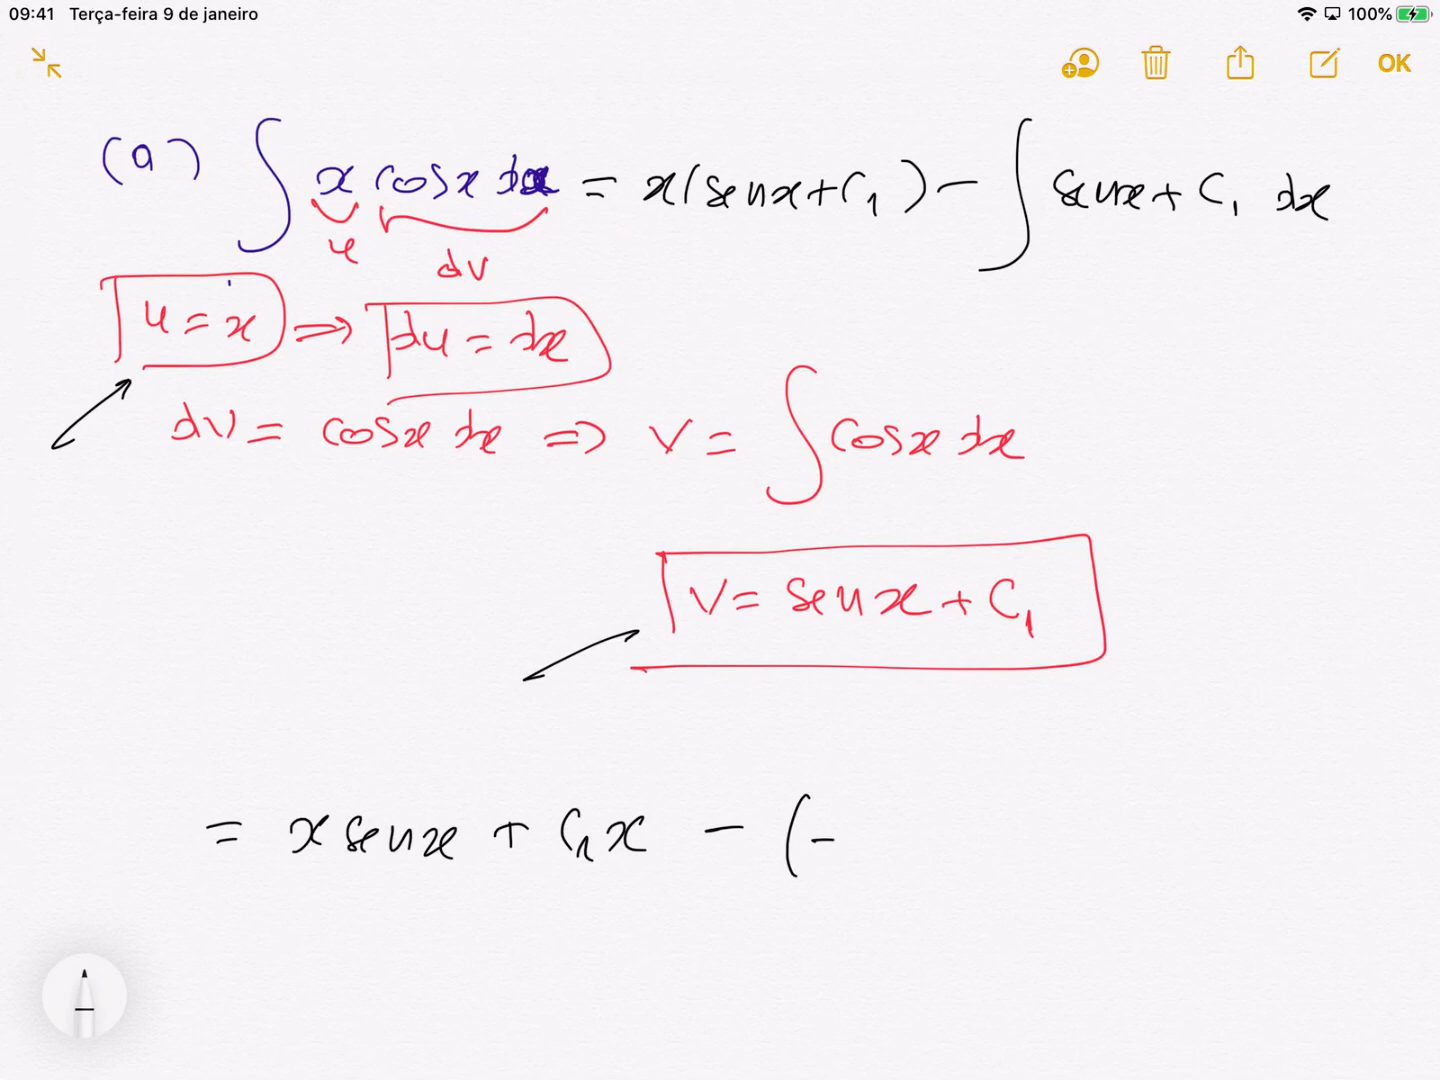 09:41 Terça-feira 9 de janeiro 100%
OK
(a) ∫ x cosx dx = x(senx+C₁) - ∫ senx + C₁ dx
u dv
u = x ⇒ du = dx
dv = cosx dx ⇒ v = ∫ cosx dx
v = senx + C₁
= x senx + C₁x - (-